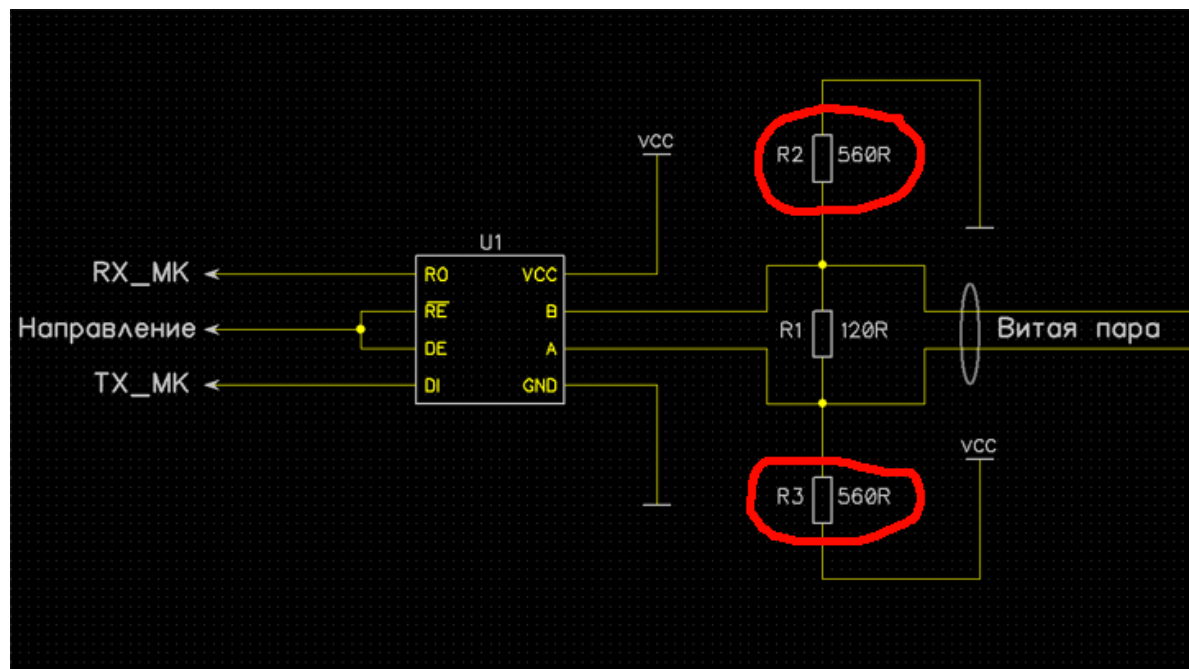 VCC
R2 560R
U1
RX_MK
RO VCC
RE B
Направление
R1 120R
Витая пара
DE A
TX_MK
DI GND
VCC
R3 560R